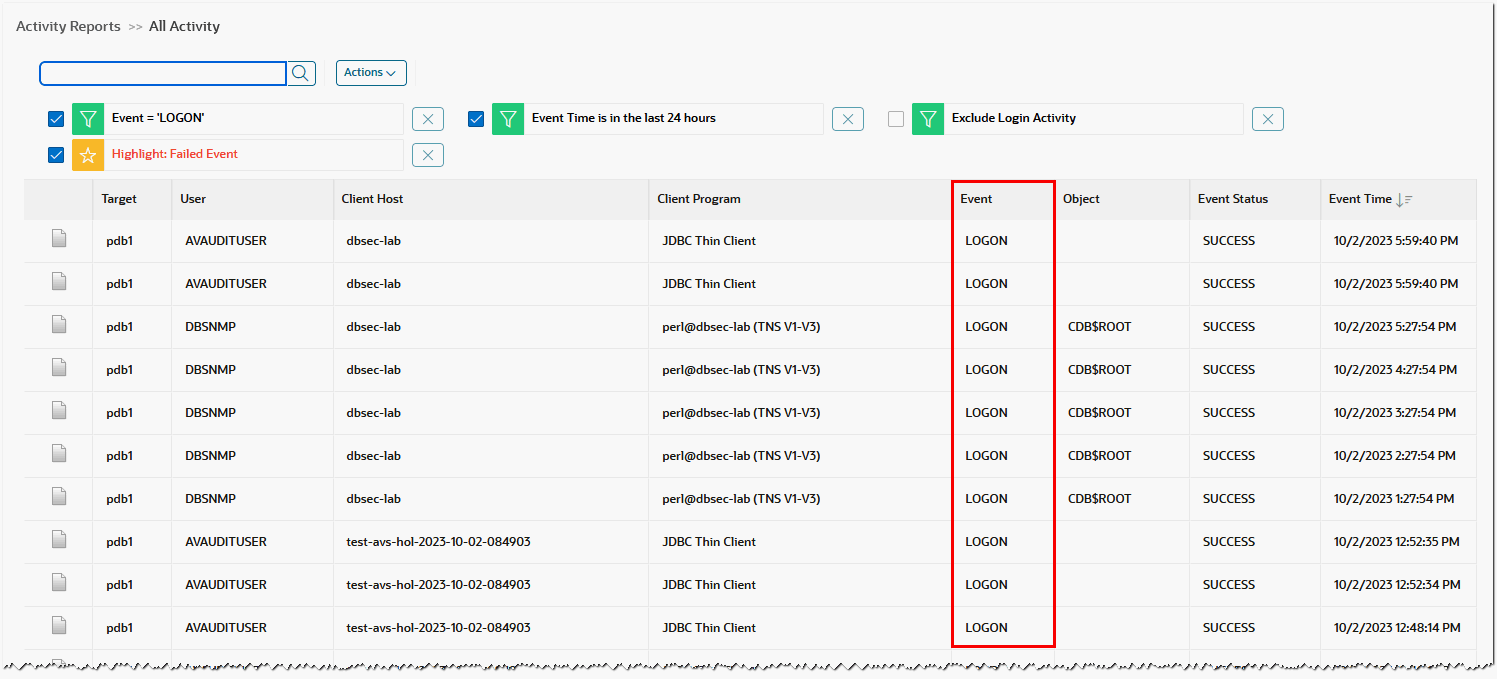 Activity Reports >> All Activity
Actions
Event = 'LOGON' Event Time is in the last 24 hours Exclude Login Activity
Highlight: Failed Event
Target User Client Host Client Program Event Object Event Status Event Time
pdb1 AVAUDITUSER dbsec-lab JDBC Thin Client LOGON SUCCESS 10/2/2023 5:59:40 PM
pdb1 AVAUDITUSER dbsec-lab JDBC Thin Client LOGON SUCCESS 10/2/2023 5:59:40 PM
pdb1 DBSNMP dbsec-lab perl@dbsec-lab (TNS V1-V3) LOGON CDB$ROOT SUCCESS 10/2/2023 5:27:54 PM
pdb1 DBSNMP dbsec-lab perl@dbsec-lab (TNS V1-V3) LOGON CDB$ROOT SUCCESS 10/2/2023 4:27:54 PM
pdb1 DBSNMP dbsec-lab perl@dbsec-lab (TNS V1-V3) LOGON CDB$ROOT SUCCESS 10/2/2023 3:27:54 PM
pdb1 DBSNMP dbsec-lab perl@dbsec-lab (TNS V1-V3) LOGON CDB$ROOT SUCCESS 10/2/2023 2:27:54 PM
pdb1 DBSNMP dbsec-lab perl@dbsec-lab (TNS V1-V3) LOGON CDB$ROOT SUCCESS 10/2/2023 1:27:54 PM
pdb1 AVAUDITUSER test-avs-hol-2023-10-02-084903 JDBC Thin Client LOGON SUCCESS 10/2/2023 12:52:35 PM
pdb1 AVAUDITUSER test-avs-hol-2023-10-02-084903 JDBC Thin Client LOGON SUCCESS 10/2/2023 12:52:34 PM
pdb1 AVAUDITUSER test-avs-hol-2023-10-02-084903 JDBC Thin Client LOGON SUCCESS 10/2/2023 12:48:14 PM